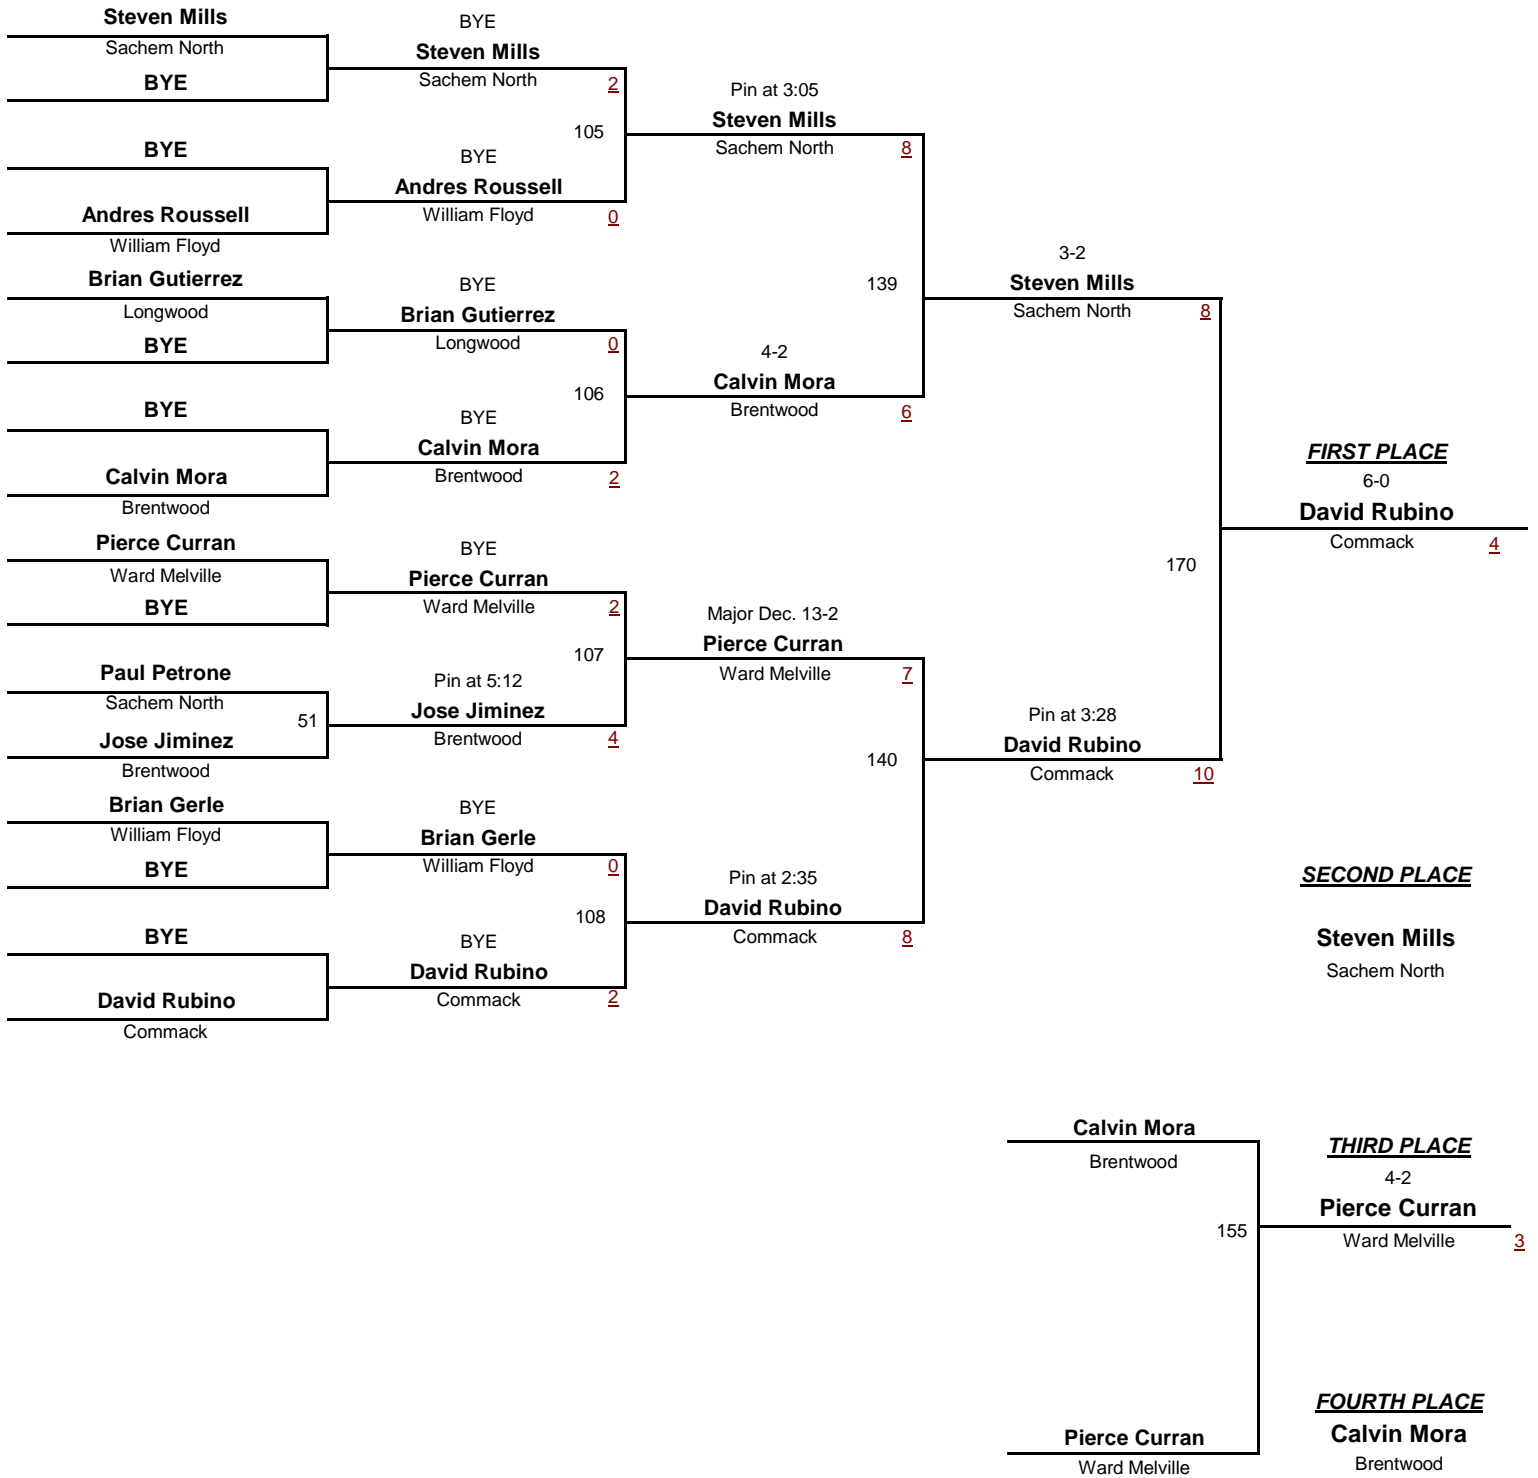 Steven Mills
Sachem North
BYE
BYE
Andres Roussell
William Floyd
Brian Gutierrez
Longwood
BYE
BYE
Calvin Mora
Brentwood
Pierce Curran
Ward Melville
BYE
Paul Petrone
Sachem North
51
Jose Jiminez
Brentwood
Brian Gerle
William Floyd
BYE
BYE
David Rubino
Commack
BYE
Steven Mills
Sachem North 2
105
BYE
Andres Roussell
William Floyd 0
BYE
Brian Gutierrez
Longwood 0
106
BYE
Calvin Mora
Brentwood 2
BYE
Pierce Curran
Ward Melville 2
107
Pin at 5:12
Jose Jiminez
Brentwood 4
BYE
Brian Gerle
William Floyd 0
108
BYE
David Rubino
Commack 2
Pin at 3:05
Steven Mills
Sachem North 8
139
4-2
Calvin Mora
Brentwood 6
Major Dec. 13-2
Pierce Curran
Ward Melville 7
140
Pin at 2:35
David Rubino
Commack 8
3-2
Steven Mills
Sachem North 8
170
Pin at 3:28
David Rubino
Commack 10
FIRST PLACE
6-0
David Rubino
Commack 4
SECOND PLACE
Steven Mills
Sachem North
Calvin Mora
Brentwood
155
Pierce Curran
Ward Melville
THIRD PLACE
4-2
Pierce Curran
Ward Melville 3
FOURTH PLACE
Calvin Mora
Brentwood